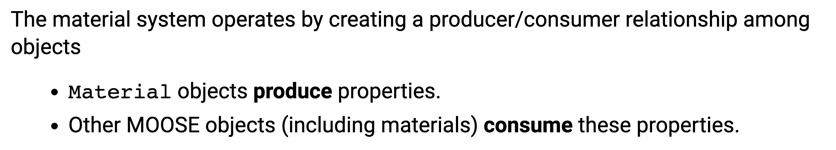 The material system operates by creating a producer/consumer relationship among
objects
• Material objects produce properties.
• Other MOOSE objects (including materials) consume these properties.